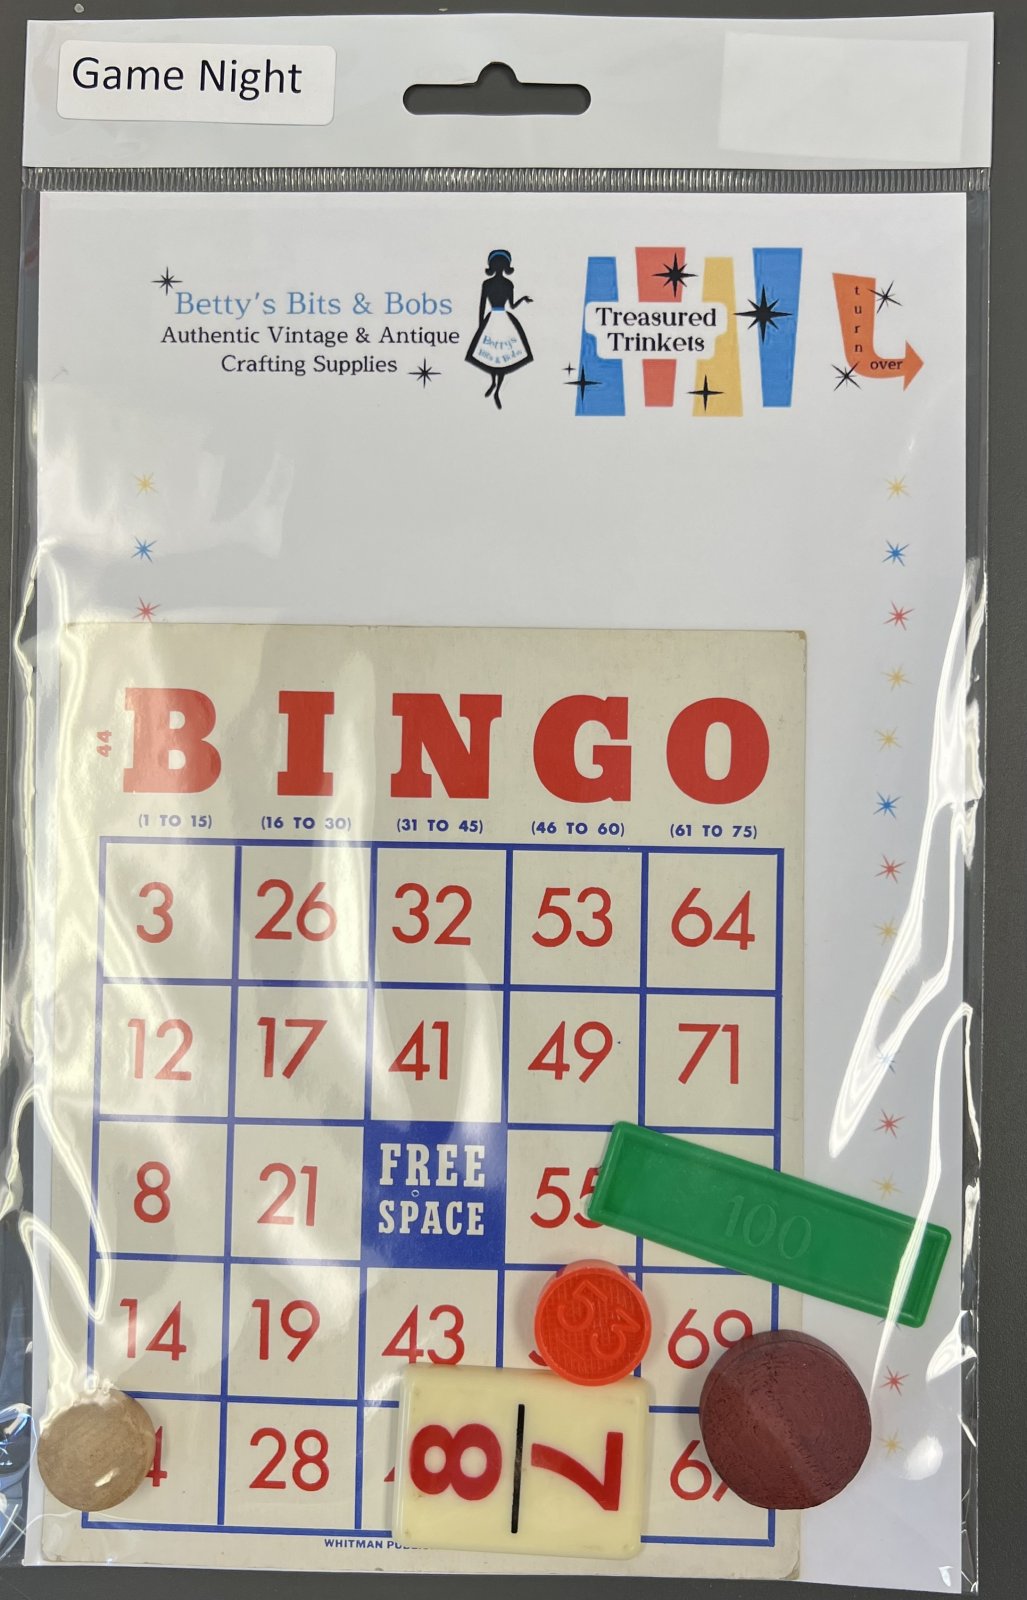 Game Night
Betty's Bits & Bobs
Authentic Vintage & Antique
Crafting Supplies
Betty's
Bits & Bobs
Treasured
Trinkets
turn
over
44
BINGO
(1 TO 15) (16 TO 30) (31 TO 45) (46 TO 60) (61 TO 75)
3 26 32 53 64
12 17 41 49 71
8 21 FREE SPACE 55
100
14 19 43 69
28
8 7
WHITMAN